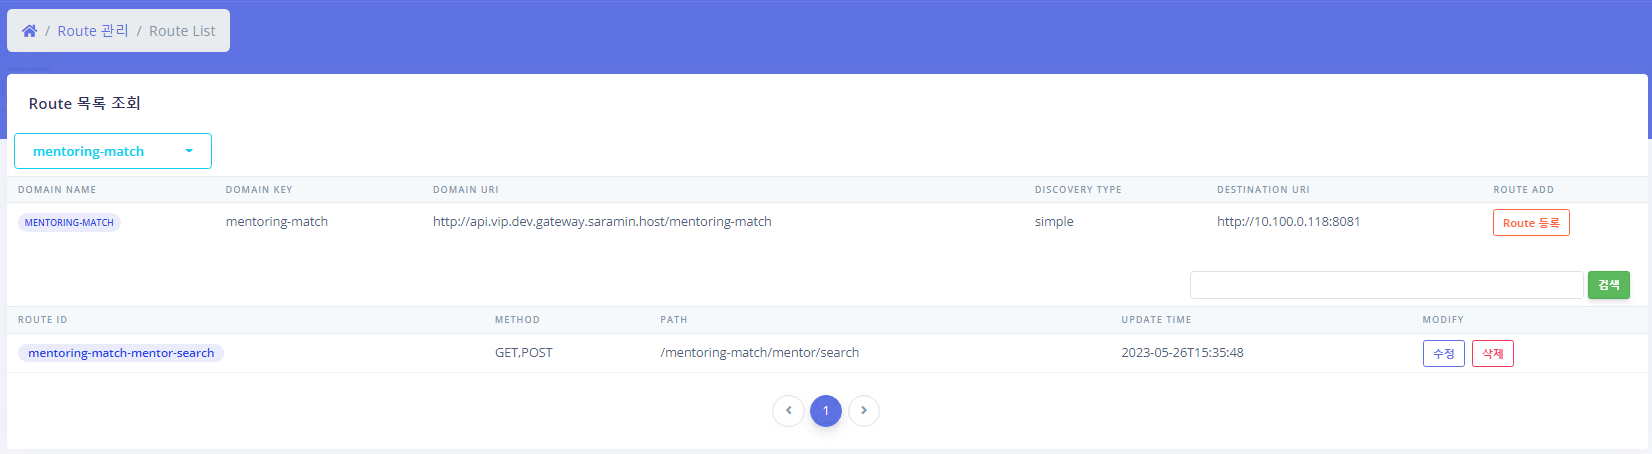 / Route 관리 / Route List
Route 목록 조회
mentoring-match
DOMAIN NAME DOMAIN KEY DOMAIN URI DISCOVERY TYPE DESTINATION URI ROUTE ADD
MENTORING-MATCH mentoring-match http://api.vip.dev.gateway.saramin.host/mentoring-match simple http://10.100.0.118:8081 Route 등록
검색
ROUTE ID METHOD PATH UPDATE TIME MODIFY
mentoring-match-mentor-search GET,POST /mentoring-match/mentor/search 2023-05-26T15:35:48 수정 삭제
1